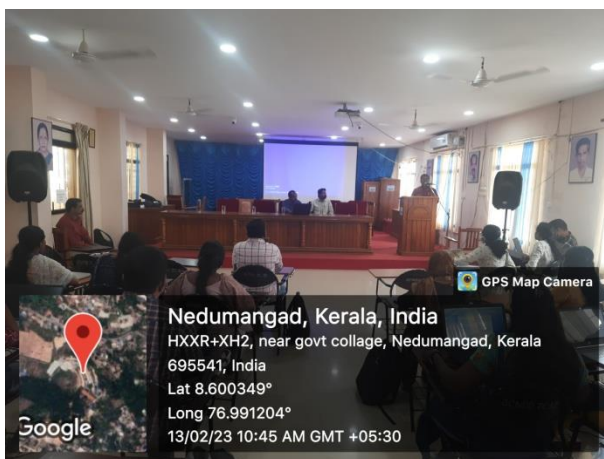 GPS Map Camera
Nedumangad, Kerala, India
HXXR+XH2, near govt collage, Nedumangad, Kerala
695541, India
Lat 8.600349°
Long 76.991204°
13/02/23 10:45 AM GMT +05:30
Google